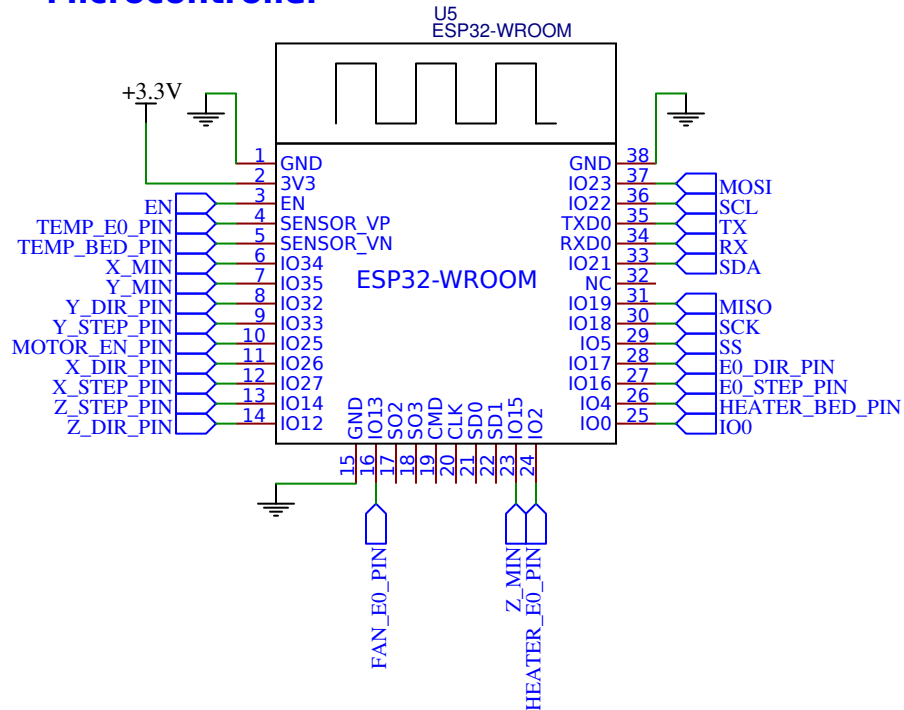 Microcontroller
U5
ESP32-WROOM
+3.3V
1 GND
2 3V3
EN 3 EN
TEMP_E0_PIN 4 SENSOR_VP
TEMP_BED_PIN 5 SENSOR_VN
X_MIN 6 IO34
Y_MIN 7 IO35
Y_DIR_PIN 8 IO32
Y_STEP_PIN 9 IO33
MOTOR_EN_PIN 10 IO25
X_DIR_PIN 11 IO26
X_STEP_PIN 12 IO27
Z_STEP_PIN 13 IO14
Z_DIR_PIN 14 IO12
ESP32-WROOM
GND 38
IO23 37 MOSI
IO22 36 SCL
TXD0 35 TX
RXD0 34 RX
IO21 33 SDA
NC 32
IO19 31 MISO
IO18 30 SCK
IO5 29 SS
IO17 28 E0_DIR_PIN
IO16 27 E0_STEP_PIN
IO4 26 HEATER_BED_PIN
IO0 25 IO0
GND 15
IO13 16 FAN_E0_PIN
SO2 17
SO3 18
CMD 19
CLK 20
SD0 21
SD1 22
IO15 23 Z_MIN
IO2 24 HEATER_E0_PIN